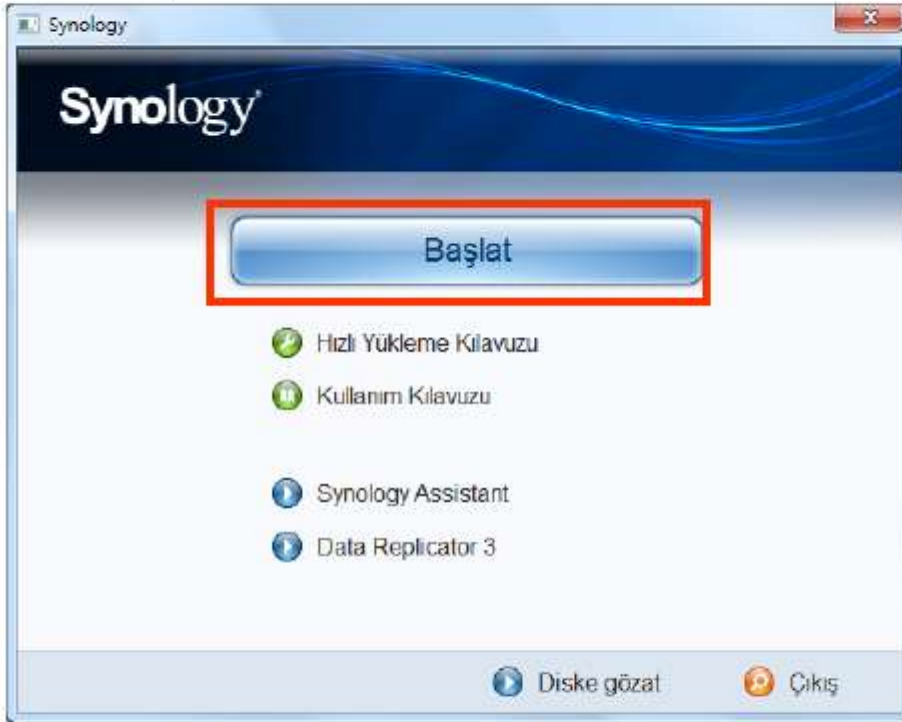 Synology
Synology
Başlat
Hızlı Yükleme Kılavuzu
Kullanım Kılavuzu
Synology Assistant
Data Replicator 3
Diske gözat
Çıkış